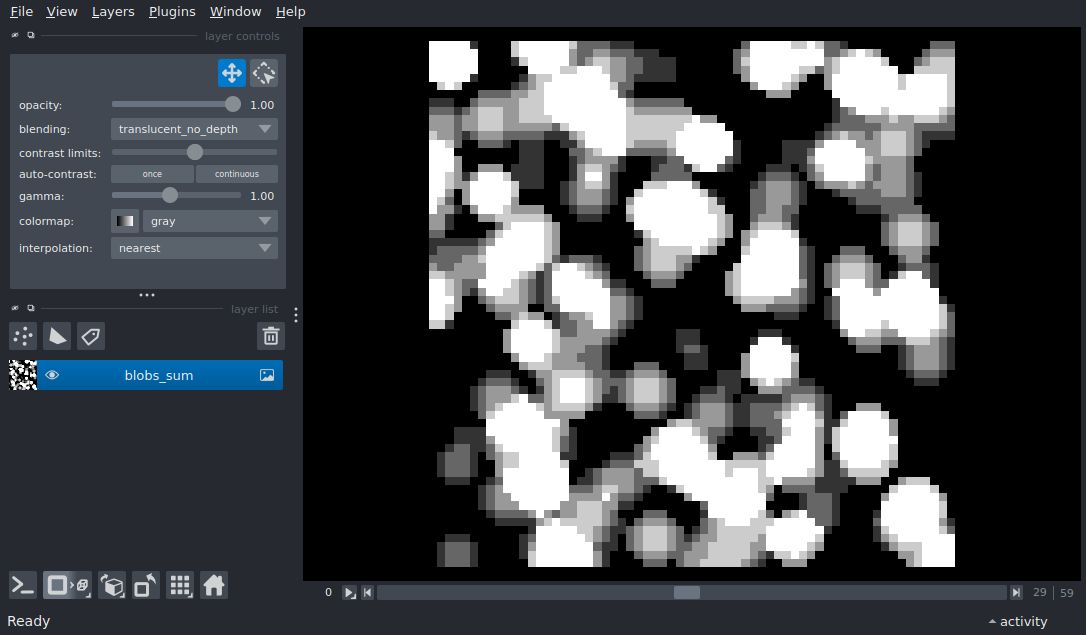 File View Layers Plugins Window Help
layer controls
opacity: 1.00
blending: translucent_no_depth
contrast limits:
auto-contrast: once continuous
gamma: 1.00
colormap: gray
interpolation: nearest
layer list
blobs_sum
0 29 | 59
Ready activity